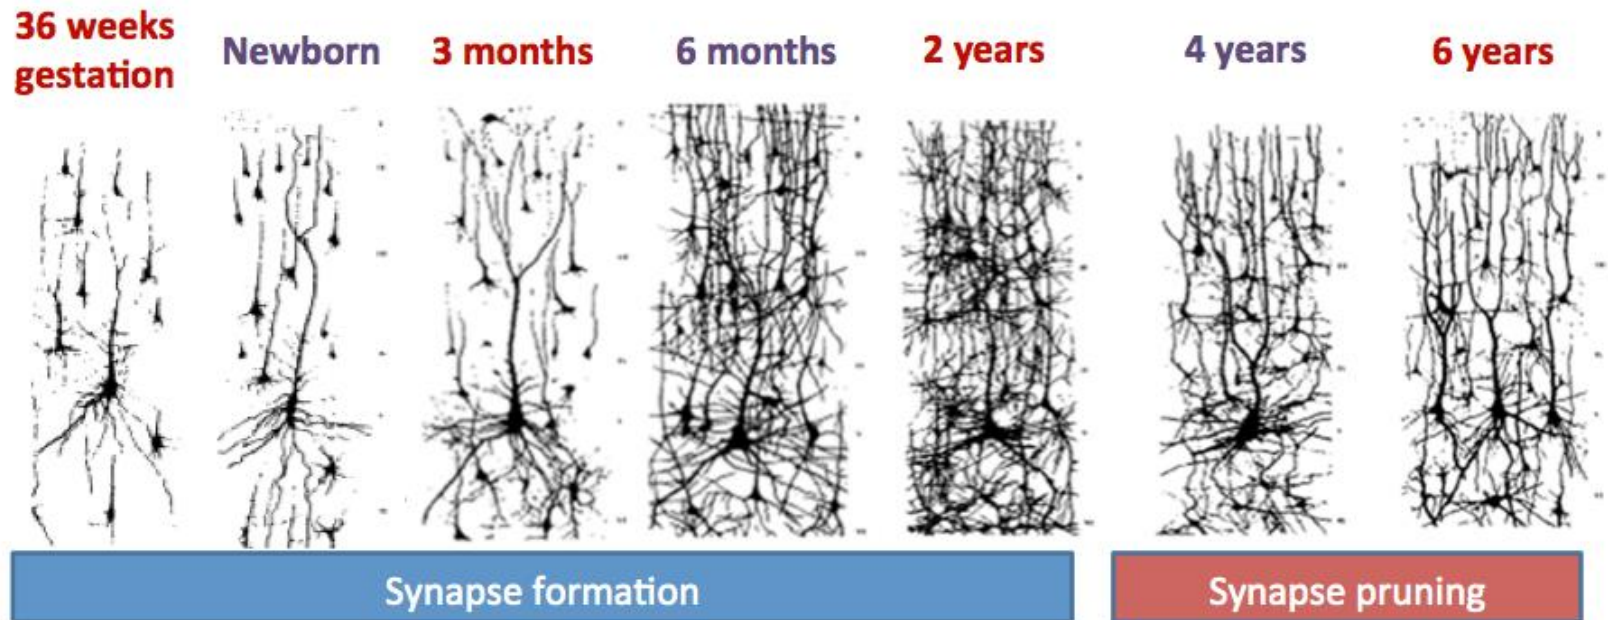 36 weeks
gestation
Newborn
3 months
6 months
2 years
4 years
6 years
Synapse formation
Synapse pruning